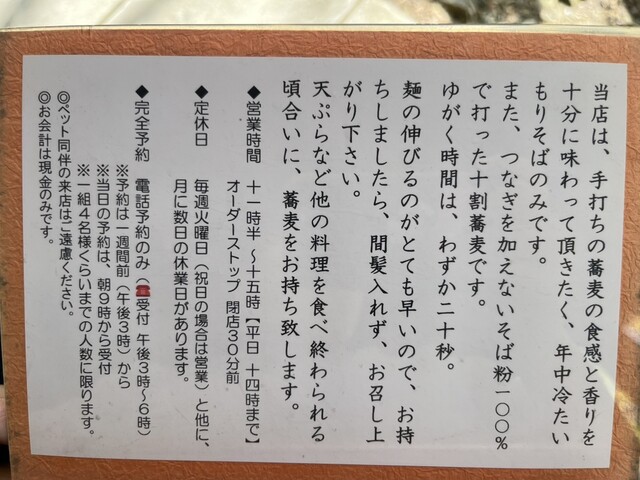 当店は、手打ちの蕎麦の食感と香りを
十分に味わって頂きたく、年中冷たい
もりそばのみです。
また、つなぎを加えないそば粉一〇〇%
で打った十割蕎麦です。
ゆがく時間は、わずか二十秒。
麺の伸びるのがとても早いので、お持
ちしましたら、間髪入れず、お召し上
がり下さい。
天ぷらなど他の料理を食べ終わられる
頃合いに、蕎麦をお持ち致します。
◆営業時間 十一時半～十五時【平日 十四時まで】
オーダーストップ 閉店30分前
◆定休日 毎週火曜日（祝日の場合は営業）と他に、
月に数日の休業日があります。
◆完全予約 電話予約のみ（☎受付 午後3時～6時）
※予約は一週間前（午後3時）から
※当日の予約は、朝9時から受付
※一組4名様くらいまでの人数に限ります。
◎ペット同伴の来店はご遠慮ください。
◎お会計は現金のみです。